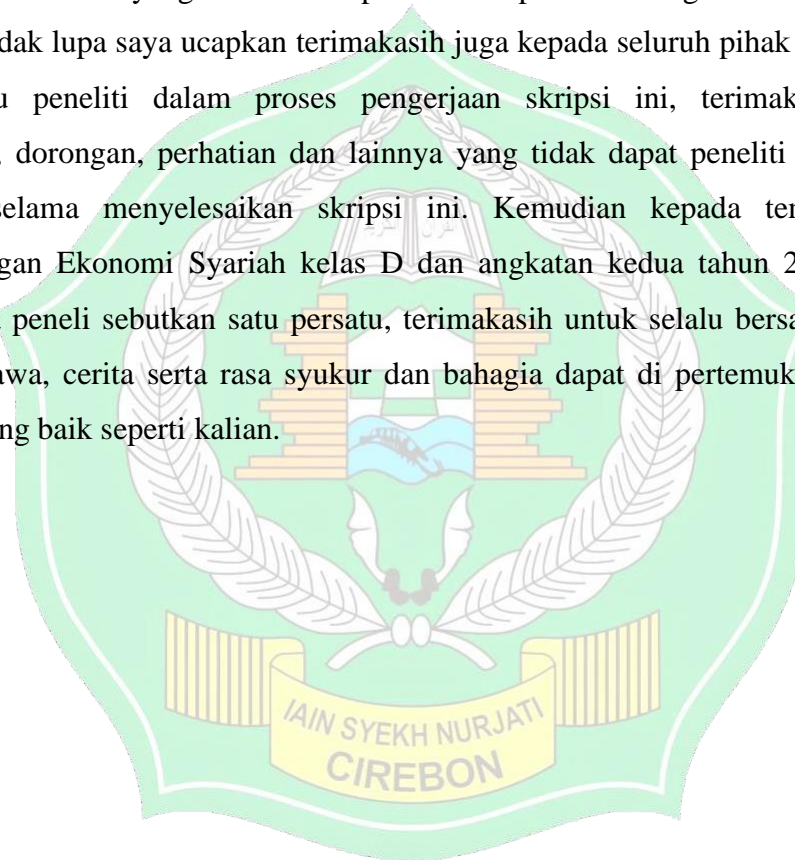 yang
dak lupa saya ucapkan terimakasih juga kepada seluruh pihak
u peneliti dalam proses pengerjaan skripsi ini, terimak
, dorongan, perhatian dan lainnya yang tidak dapat peneliti
selama menyelesaikan skripsi ini. Kemudian kepada ter
gan Ekonomi Syariah kelas D dan angkatan kedua tahun 2
peneli sebutkan satu persatu, terimakasih untuk selalu bersa
awa, cerita serta rasa syukur dan bahagia dapat di pertemuk
ng baik seperti kalian.
IAIN SYEKH NURJATI
CIREBON